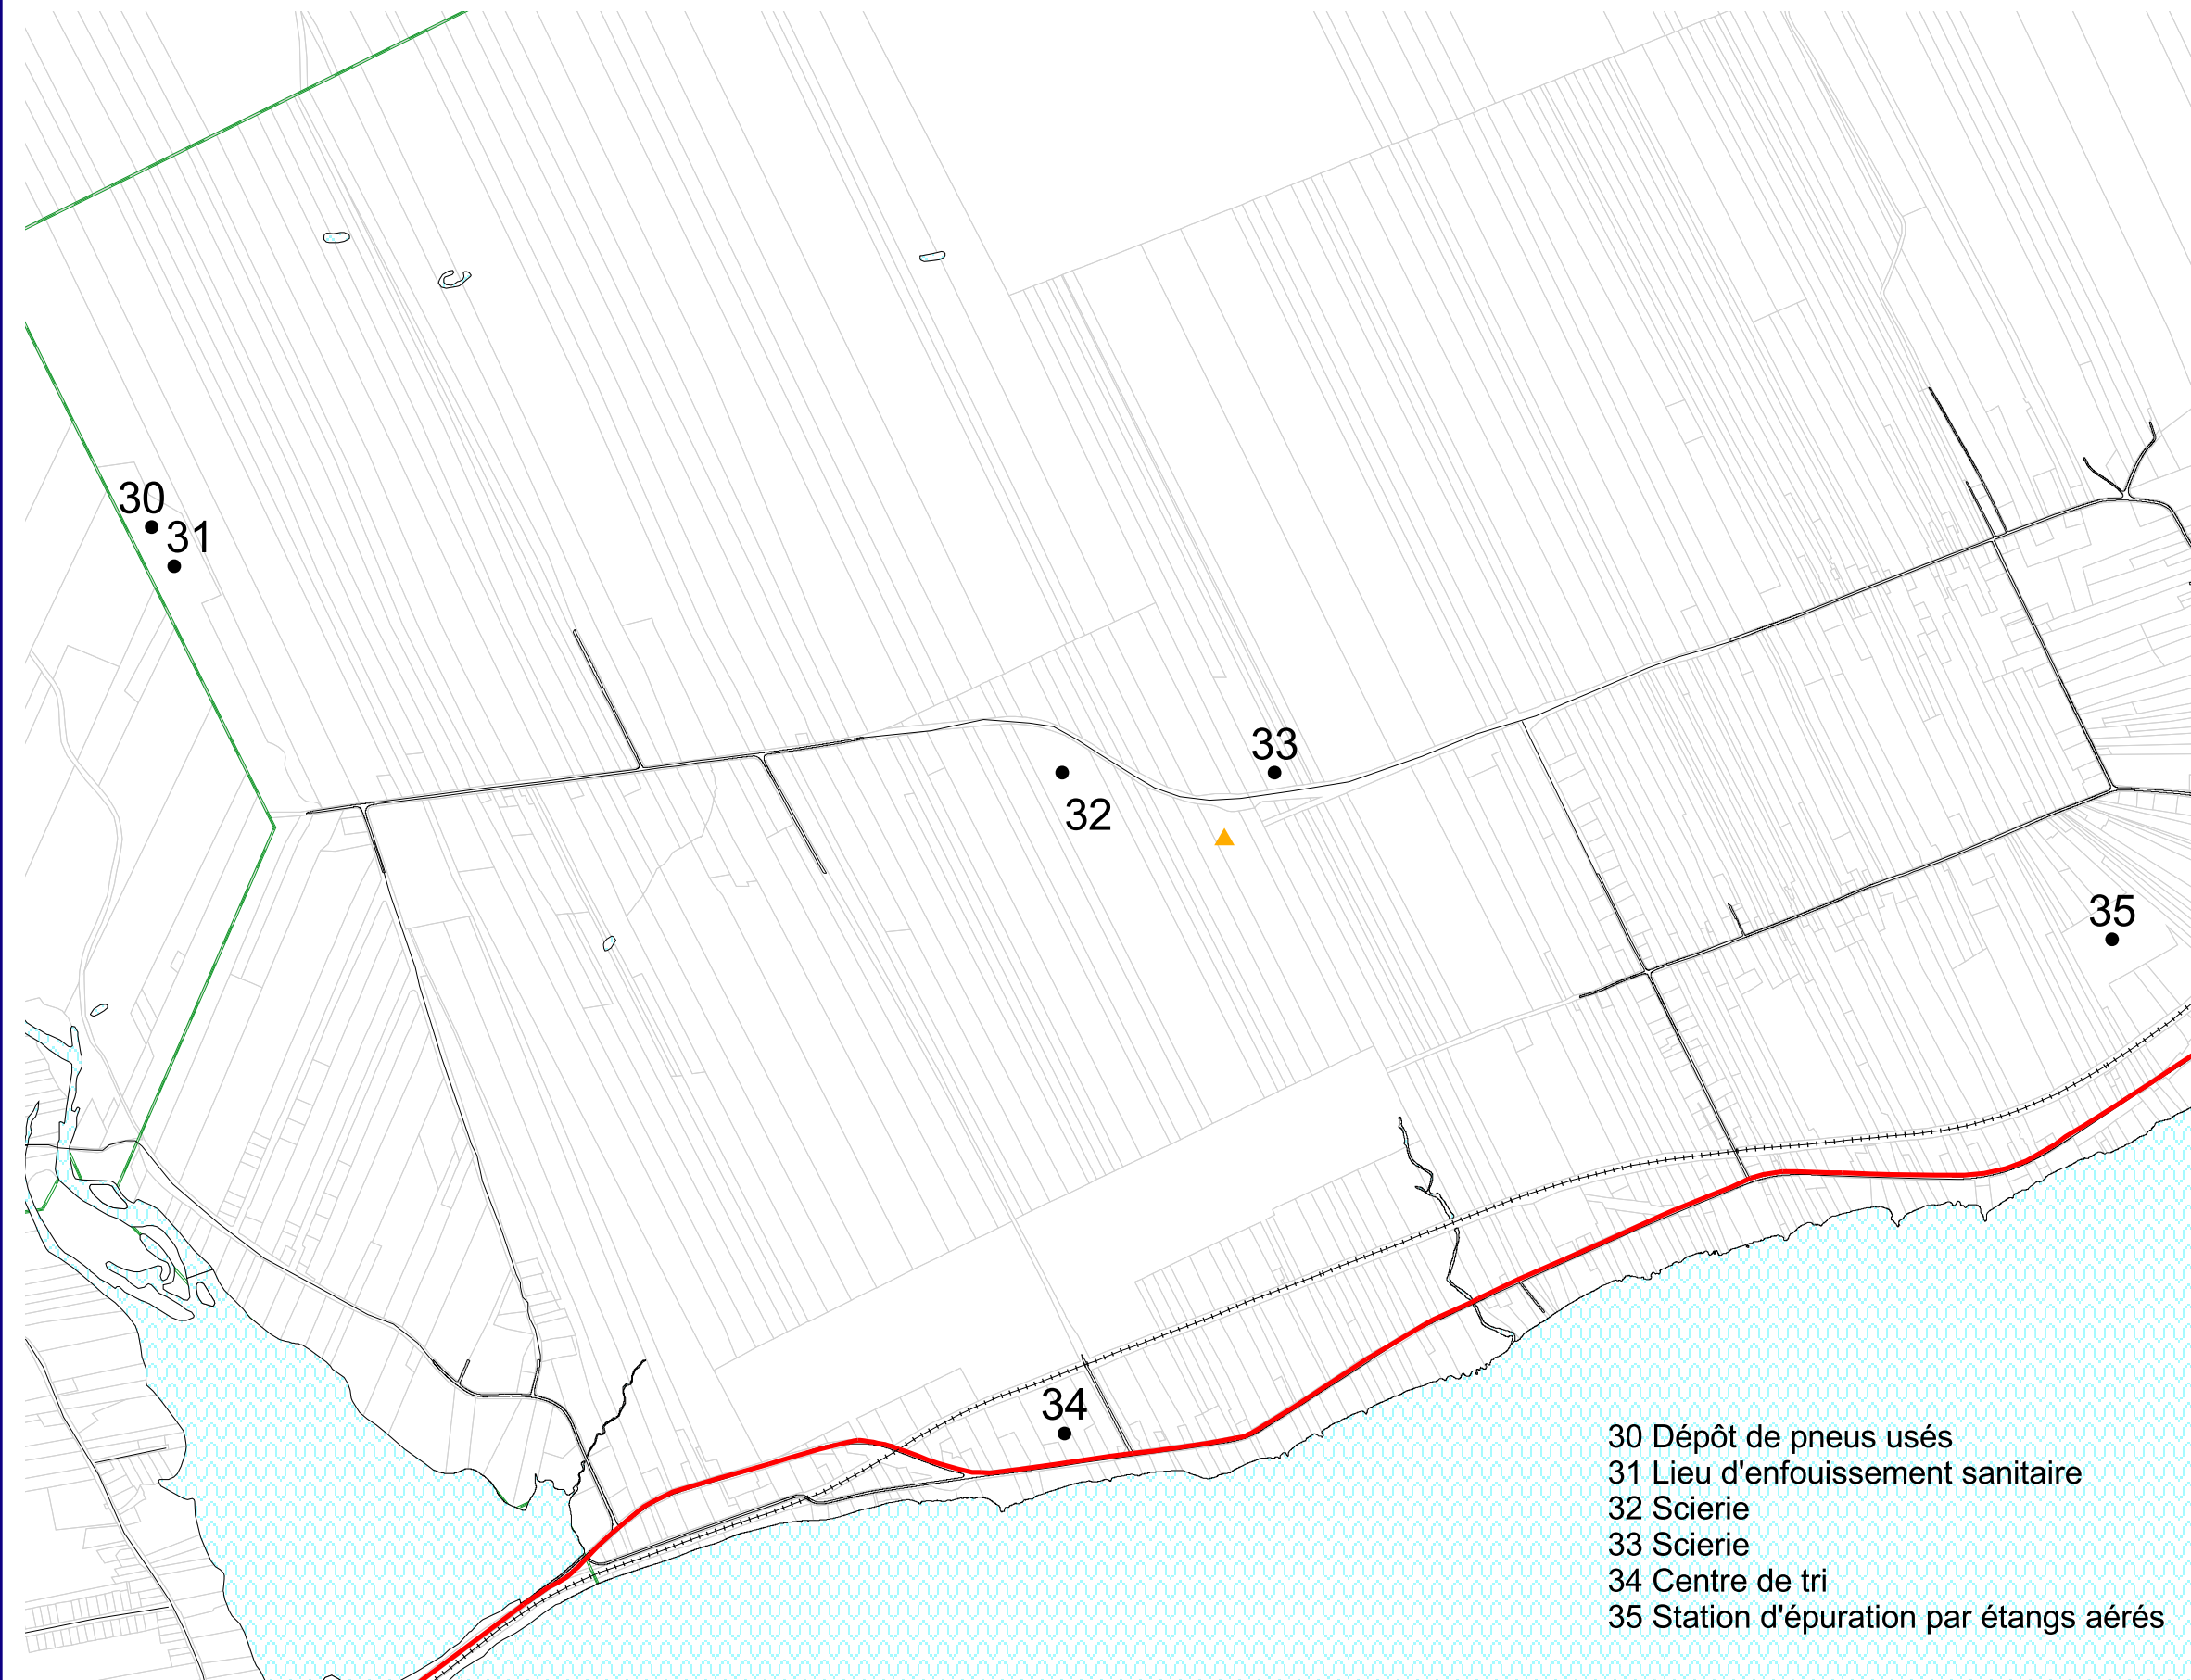 30
31
33
32
35
34
30 Dépôt de pneus usés
31 Lieu d'enfouissement sanitaire
32 Scierie
33 Scierie
34 Centre de tri
35 Station d'épuration par étangs aérés